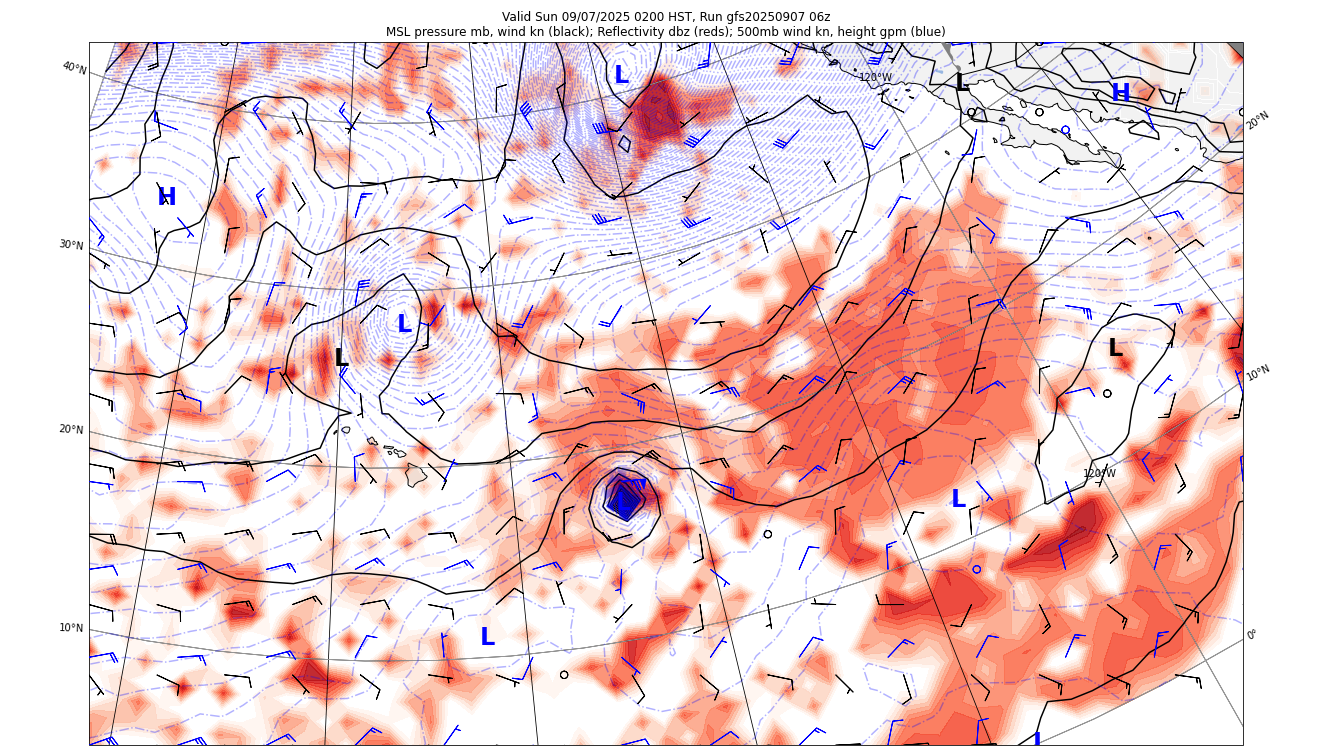 Valid Sun 09/07/2025 0200 HST, Run gfs20250907 06z
MSL pressure mb, wind kn (black); Reflectivity dbz (reds); 500mb wind kn, height gpm (blue)
40°N
L
120°W
L
H
20°N
H
30°N
L
L
L
10°N
20°N
120°W
L
L
10°N
L
0°
L